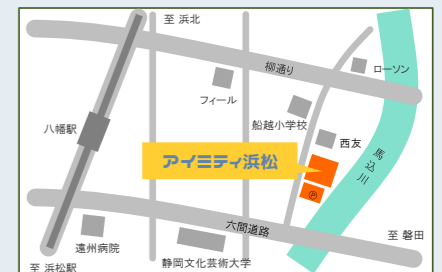 至 浜北
柳通り
ローソン
フィール
船越小学校
八幡駅
西友
馬込川
アイミティ浜松
P
六間道路
至 磐田
遠州病院
静岡文化芸術大学
至 浜松駅